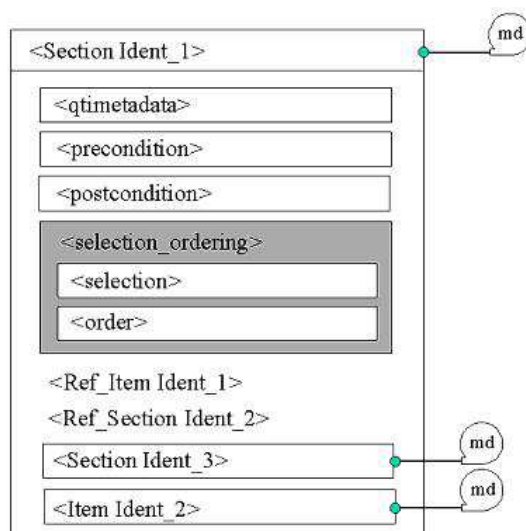 md
<Section Ident_1>
<qtimetadata>
<precondition>
<postcondition>
<selection_ordering>
<selection>
<order>
<Ref_Item Ident_1>
<Ref_Section Ident_2>
md
<Section Ident_3>
md
<Item Ident_2>